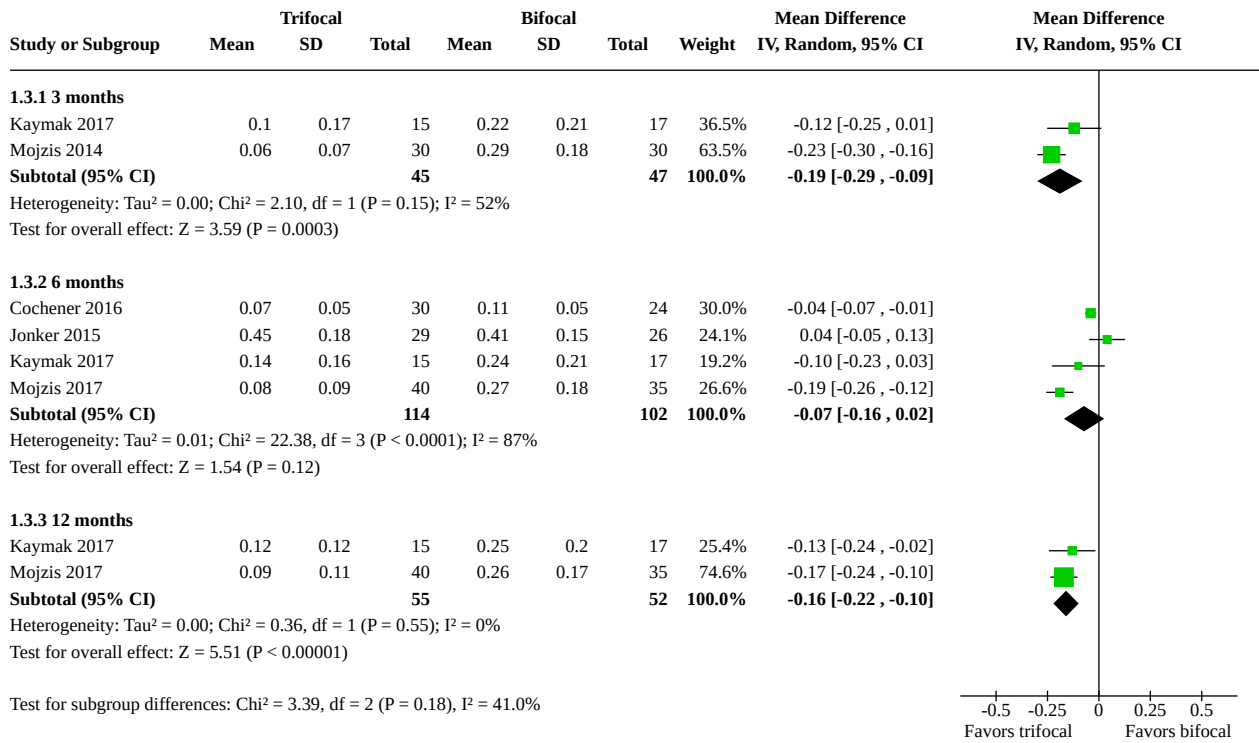 Trifocal Bifocal Mean Difference Mean Difference
Study or Subgroup Mean SD Total Mean SD Total Weight IV, Random, 95% CI IV, Random, 95% CI
1.3.1 3 months
Kaymak 2017 0.1 0.17 15 0.22 0.21 17 36.5% -0.12 [-0.25 , 0.01]
Mojzis 2014 0.06 0.07 30 0.29 0.18 30 63.5% -0.23 [-0.30 , -0.16]
Subtotal (95% CI) 45 47 100.0% -0.19 [-0.29 , -0.09]
Heterogeneity: Tau² = 0.00; Chi² = 2.10, df = 1 (P = 0.15); I² = 52%
Test for overall effect: Z = 3.59 (P = 0.0003)
1.3.2 6 months
Cochener 2016 0.07 0.05 30 0.11 0.05 24 30.0% -0.04 [-0.07 , -0.01]
Jonker 2015 0.45 0.18 29 0.41 0.15 26 24.1% 0.04 [-0.05 , 0.13]
Kaymak 2017 0.14 0.16 15 0.24 0.21 17 19.2% -0.10 [-0.23 , 0.03]
Mojzis 2017 0.08 0.09 40 0.27 0.18 35 26.6% -0.19 [-0.26 , -0.12]
Subtotal (95% CI) 114 102 100.0% -0.07 [-0.16 , 0.02]
Heterogeneity: Tau² = 0.01; Chi² = 22.38, df = 3 (P < 0.0001); I² = 87%
Test for overall effect: Z = 1.54 (P = 0.12)
1.3.3 12 months
Kaymak 2017 0.12 0.12 15 0.25 0.2 17 25.4% -0.13 [-0.24 , -0.02]
Mojzis 2017 0.09 0.11 40 0.26 0.17 35 74.6% -0.17 [-0.24 , -0.10]
Subtotal (95% CI) 55 52 100.0% -0.16 [-0.22 , -0.10]
Heterogeneity: Tau² = 0.00; Chi² = 0.36, df = 1 (P = 0.55); I² = 0%
Test for overall effect: Z = 5.51 (P < 0.00001)
Test for subgroup differences: Chi² = 3.39, df = 2 (P = 0.18), I² = 41.0%
-0.5 -0.25 0 0.25 0.5
Favors trifocal Favors bifocal